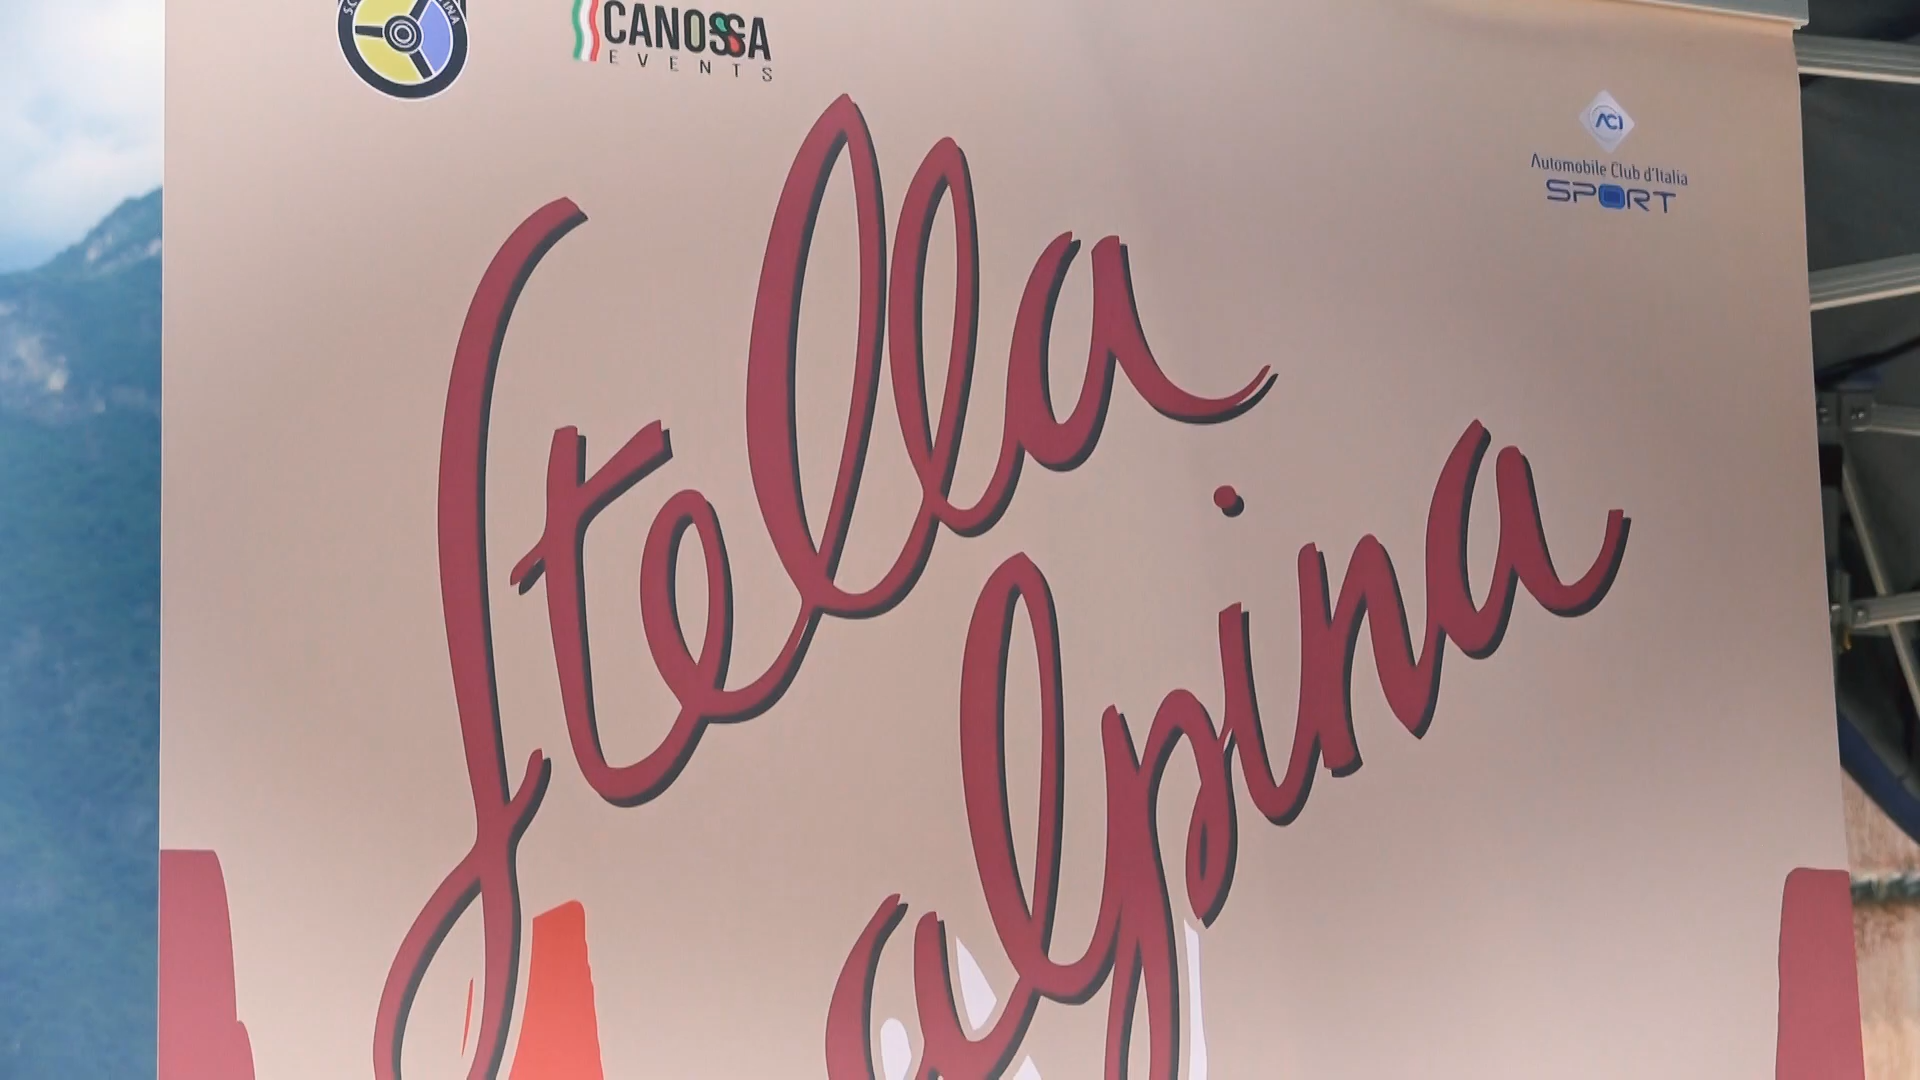 CANOSSA
EVENTS
ACI
Automobile Club d'Italia
SPORT
Stella
alpina